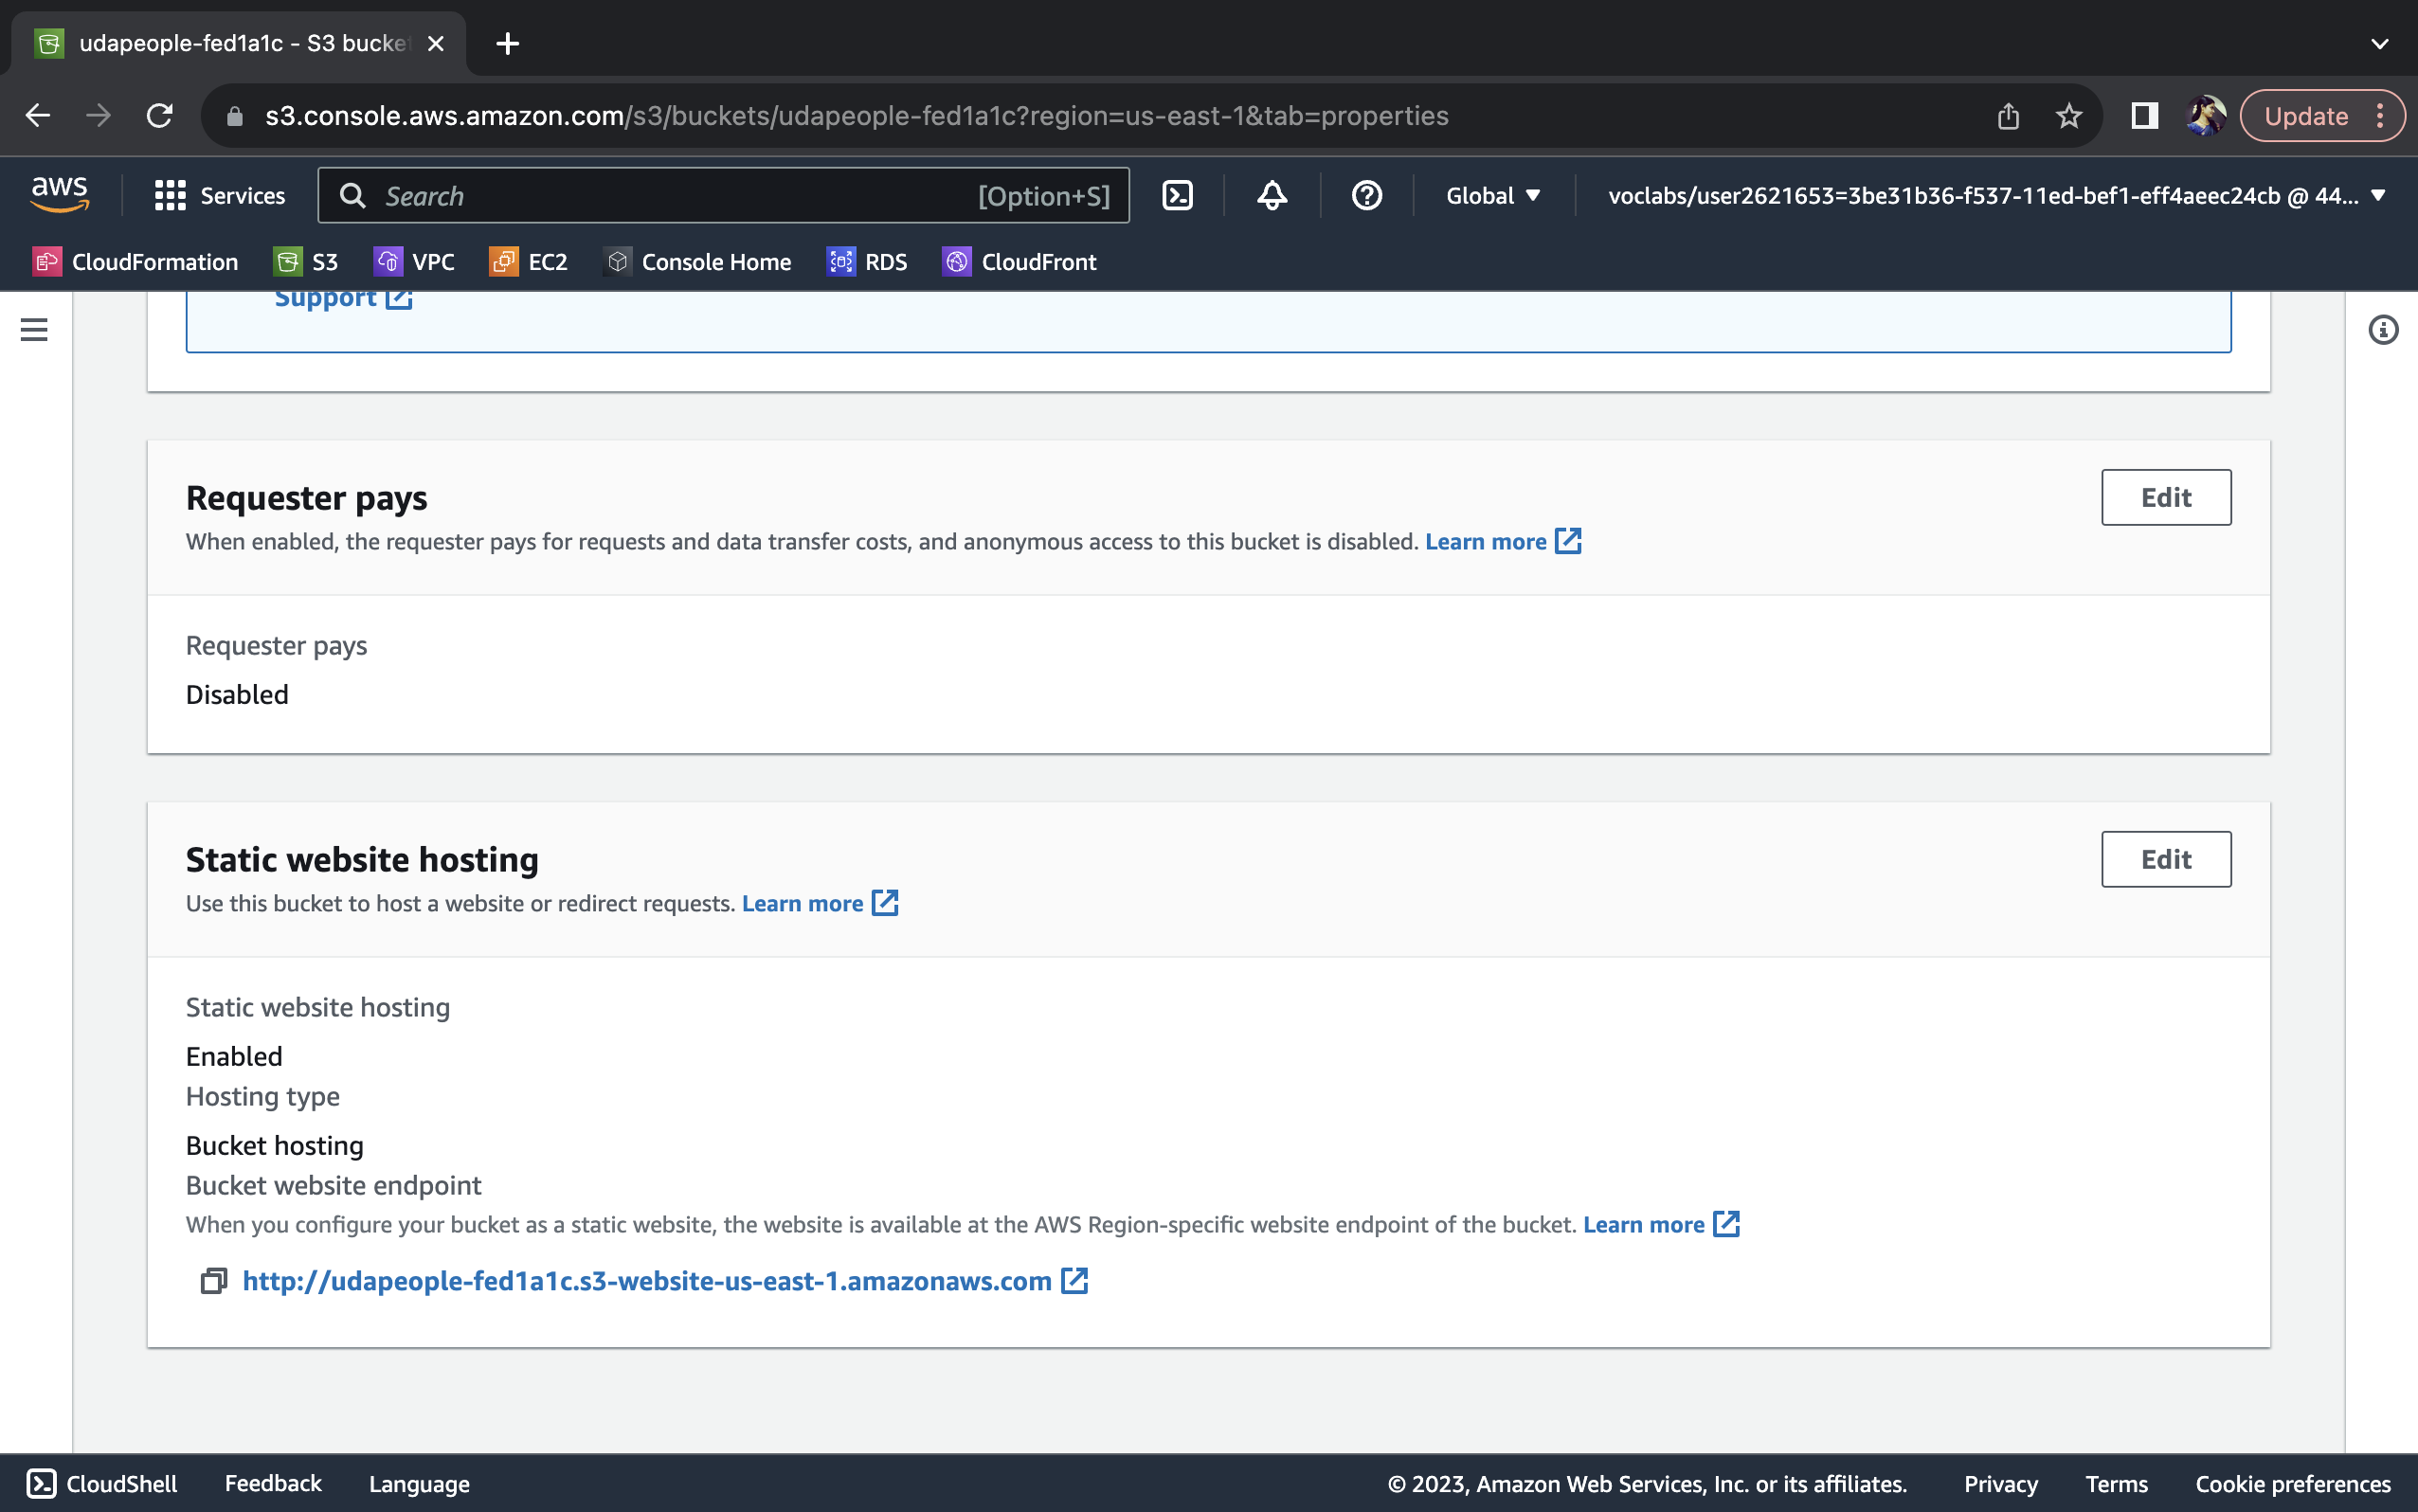 udapeople-fed1a1c - S3 bucket
s3.console.aws.amazon.com/s3/buckets/udapeople-fed1a1c?region=us-east-1&tab=properties
Update
aws
Services
Search
[Option+S]
Global
voclabs/user2621653=3be31b36-f537-11ed-bef1-eff4aeec24cb @ 44...
CloudFormation
S3
VPC
EC2
Console Home
RDS
CloudFront
Support
Requester pays
Edit
When enabled, the requester pays for requests and data transfer costs, and anonymous access to this bucket is disabled. Learn more
Requester pays
Disabled
Static website hosting
Edit
Use this bucket to host a website or redirect requests. Learn more
Static website hosting
Enabled
Hosting type
Bucket hosting
Bucket website endpoint
When you configure your bucket as a static website, the website is available at the AWS Region-specific website endpoint of the bucket. Learn more
http://udapeople-fed1a1c.s3-website-us-east-1.amazonaws.com
CloudShell
Feedback
Language
© 2023, Amazon Web Services, Inc. or its affiliates.
Privacy
Terms
Cookie preferences